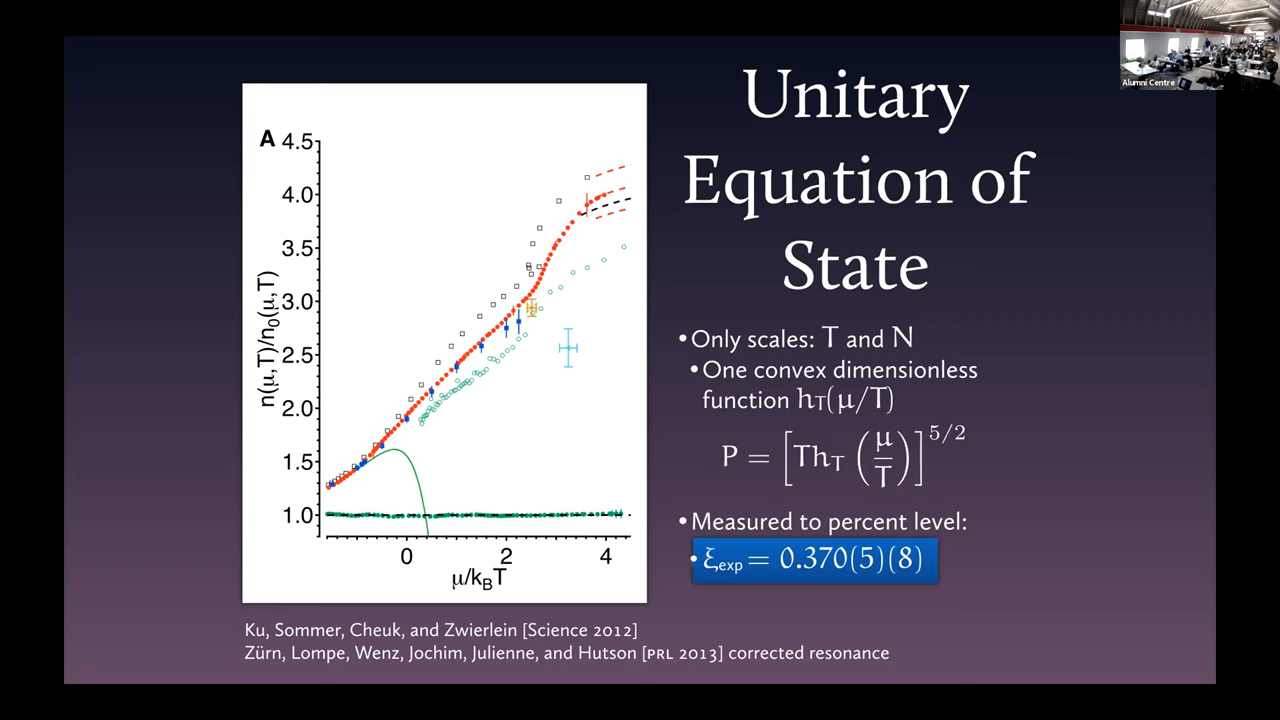 Alumni Centre
Unitary
Equation of
State
A
4.5
4.0
3.5
3.0
2.5
2.0
1.5
1.0
n(μ,T)/n₀(μ,T)
0 2 4
μ/k_BT
•Only scales: T and N
•One convex dimensionless
function h_T(μ/T)
P = [Th_T (μ/T)]^{5/2}
•Measured to percent level:
•ξ_exp = 0.370(5)(8)
Ku, Sommer, Cheuk, and Zwierlein [Science 2012]
Zürn, Lompe, Wenz, Jochim, Julienne, and Hutson [PRL 2013] corrected resonance